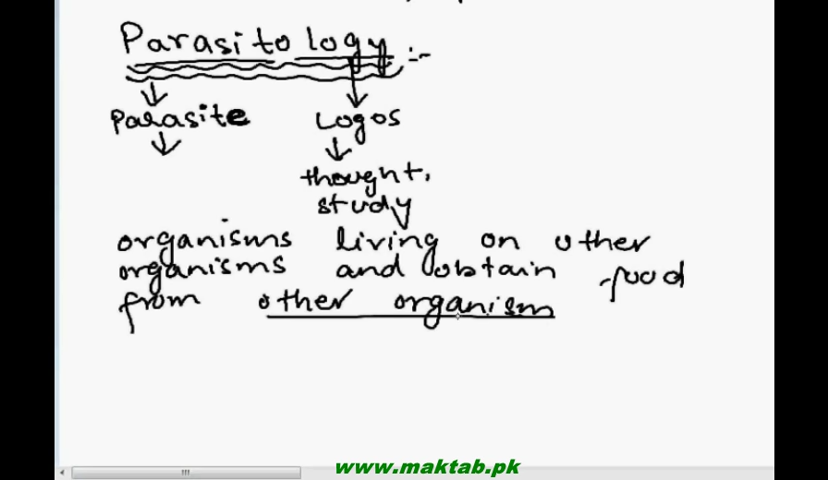 Parasitology :-
Parasite Logos
thought,
study
organisms living on other
organisms and obtain food
from other organism
www.maktab.pk